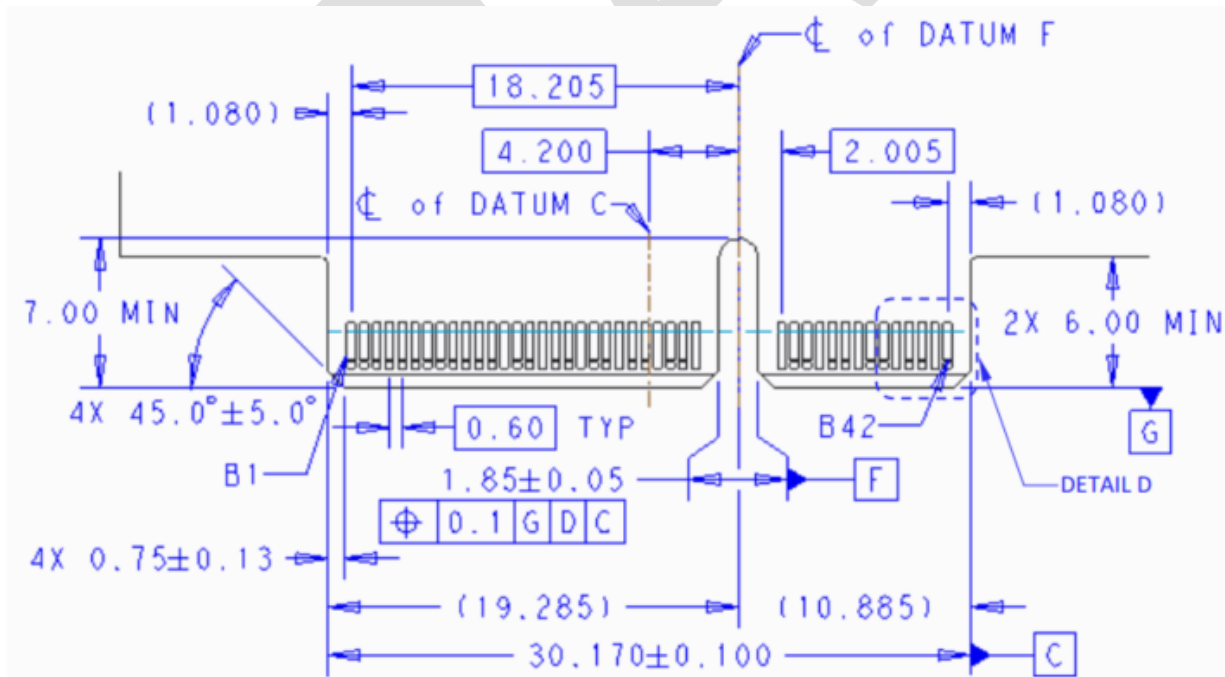 ℄ of DATUM F
18.205
(1.080)
4.200
2.005
℄ of DATUM C
(1.080)
7.00 MIN
2X 6.00 MIN
4X 45.0°±5.0°
0.60 TYP
B42
G
B1
1.85±0.05
F
DETAIL D
⌖ 0.1 G D C
4X 0.75±0.13
(19.285)
(10.885)
30.170±0.100
C